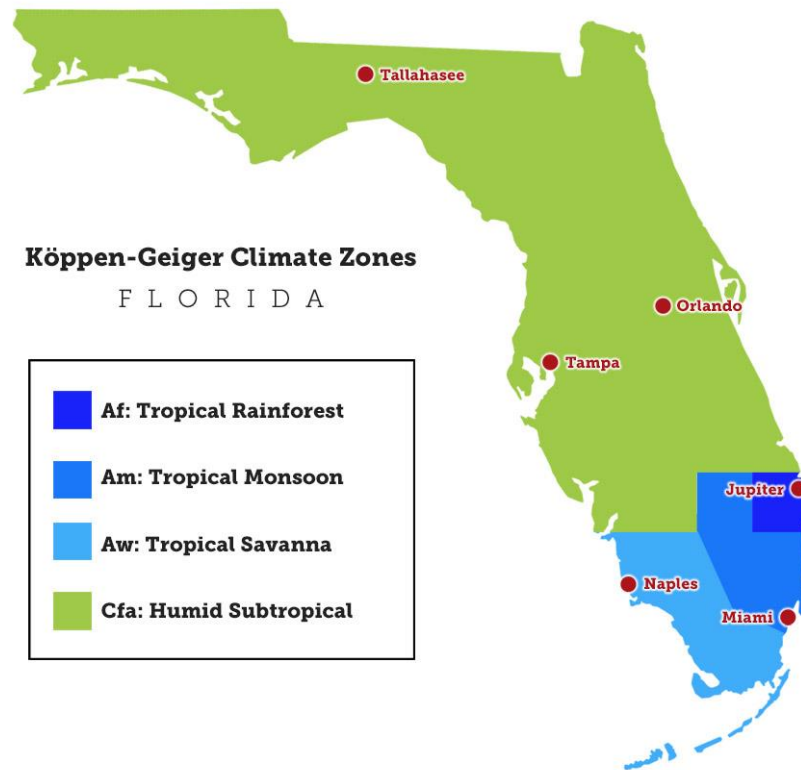 Tallahasee
Köppen-Geiger Climate Zones
FLORIDA
Orlando
Tampa
Af: Tropical Rainforest
Am: Tropical Monsoon
Aw: Tropical Savanna
Cfa: Humid Subtropical
Jupiter
Naples
Miami